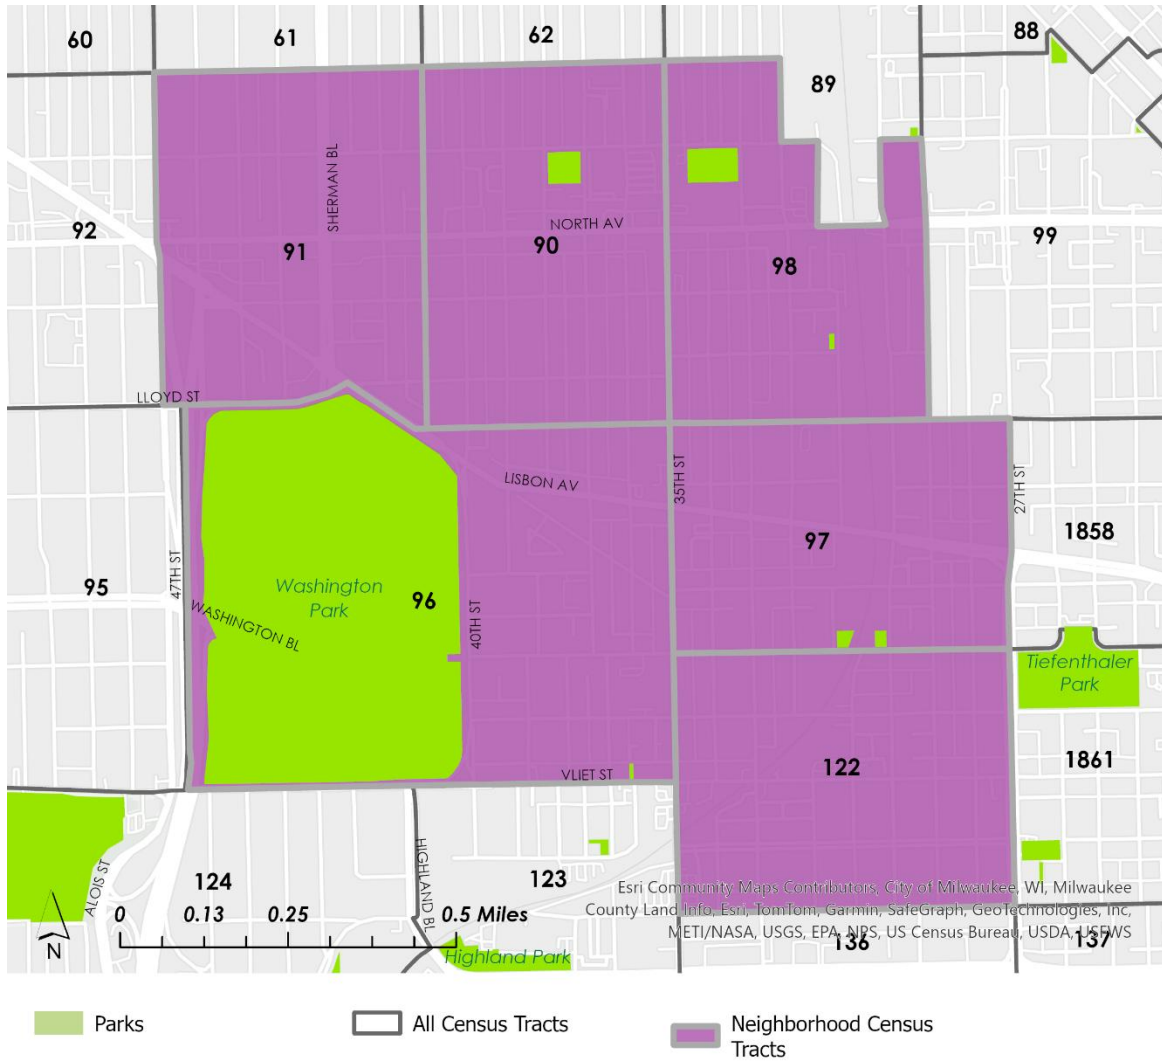 60
61
62
88
89
SHERMAN BL
92
NORTH AV
91
90
98
99
LLOYD ST
35TH ST
27TH ST
LISBON AV
1858
97
47TH ST
95
Washington
Park
96
WASHINGTON BL
40TH ST
Tiefenthaler
Park
VLIET ST
122
1861
ALOIS ST
124
HIGHLAND BL
123
Esri Community Maps Contributors, City of Milwaukee, WI, Milwaukee
County Land Info, Esri, TomTom, Garmin, SafeGraph, GeoTechnologies, Inc,
METI/NASA, USGS, EPA, NPS, US Census Bureau, USDA, USFWS
0 0.13 0.25 0.5 Miles
N
136
137
Highland Park
Parks
All Census Tracts
Neighborhood Census
Tracts